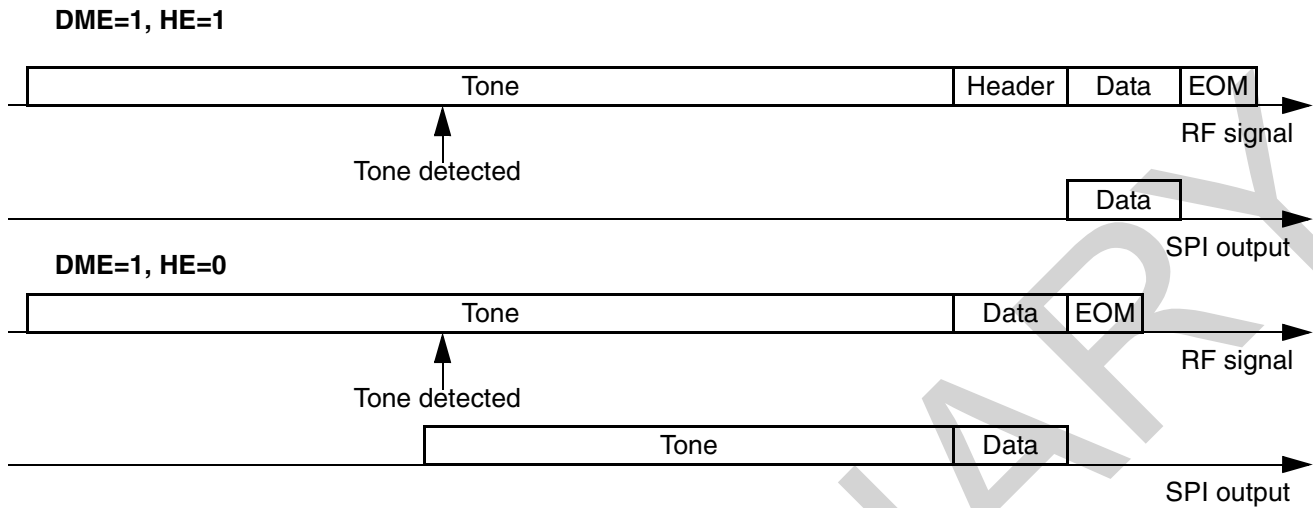 DME=1, HE=1
Tone Header Data EOM
RF signal
Tone detected
Data
SPI output
DME=1, HE=0
Tone Data EOM
RF signal
Tone detected
Tone Data
SPI output